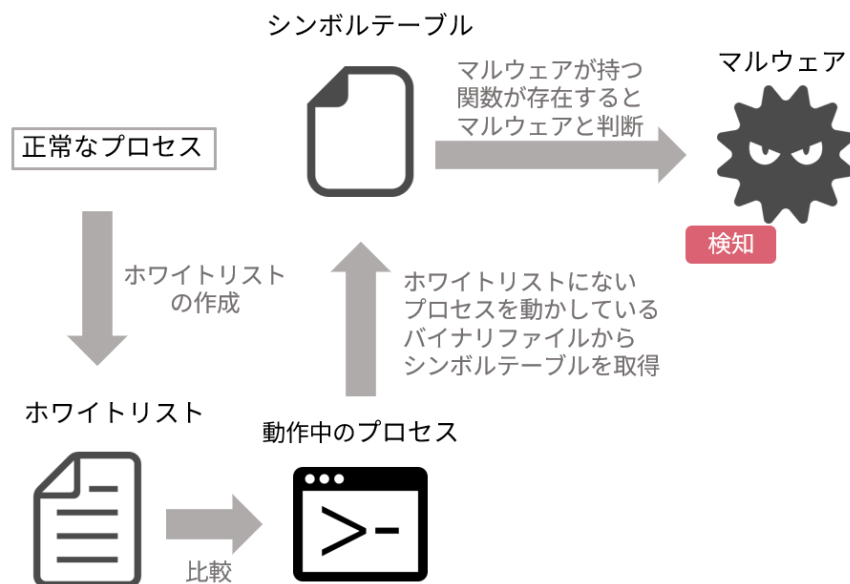 シンボルテーブル
マルウェアが持つ
関数が存在すると
マルウェアと判断
マルウェア
正常なプロセス
検知
ホワイトリスト
の作成
ホワイトリストにない
プロセスを動かしている
バイナリファイルから
シンボルテーブルを取得
ホワイトリスト
動作中のプロセス
比較